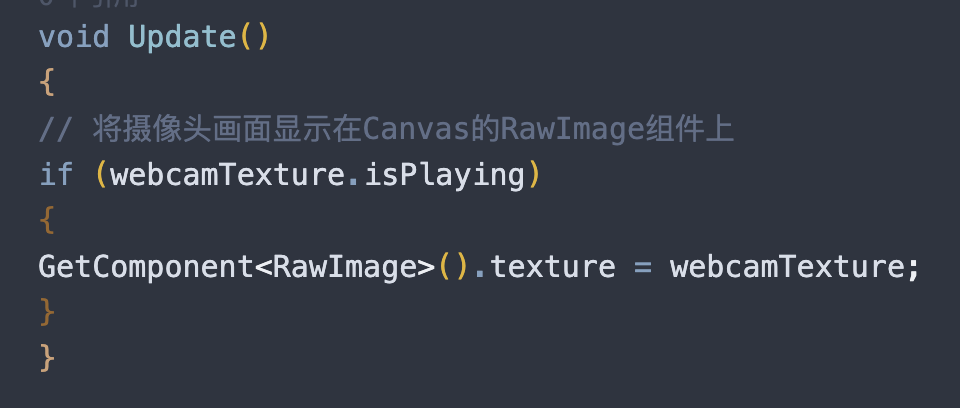 void Update()
{
// 将摄像头画面显示在Canvas的RawImage组件上
if (webcamTexture.isPlaying)
{
GetComponent<RawImage>().texture = webcamTexture;
}
}